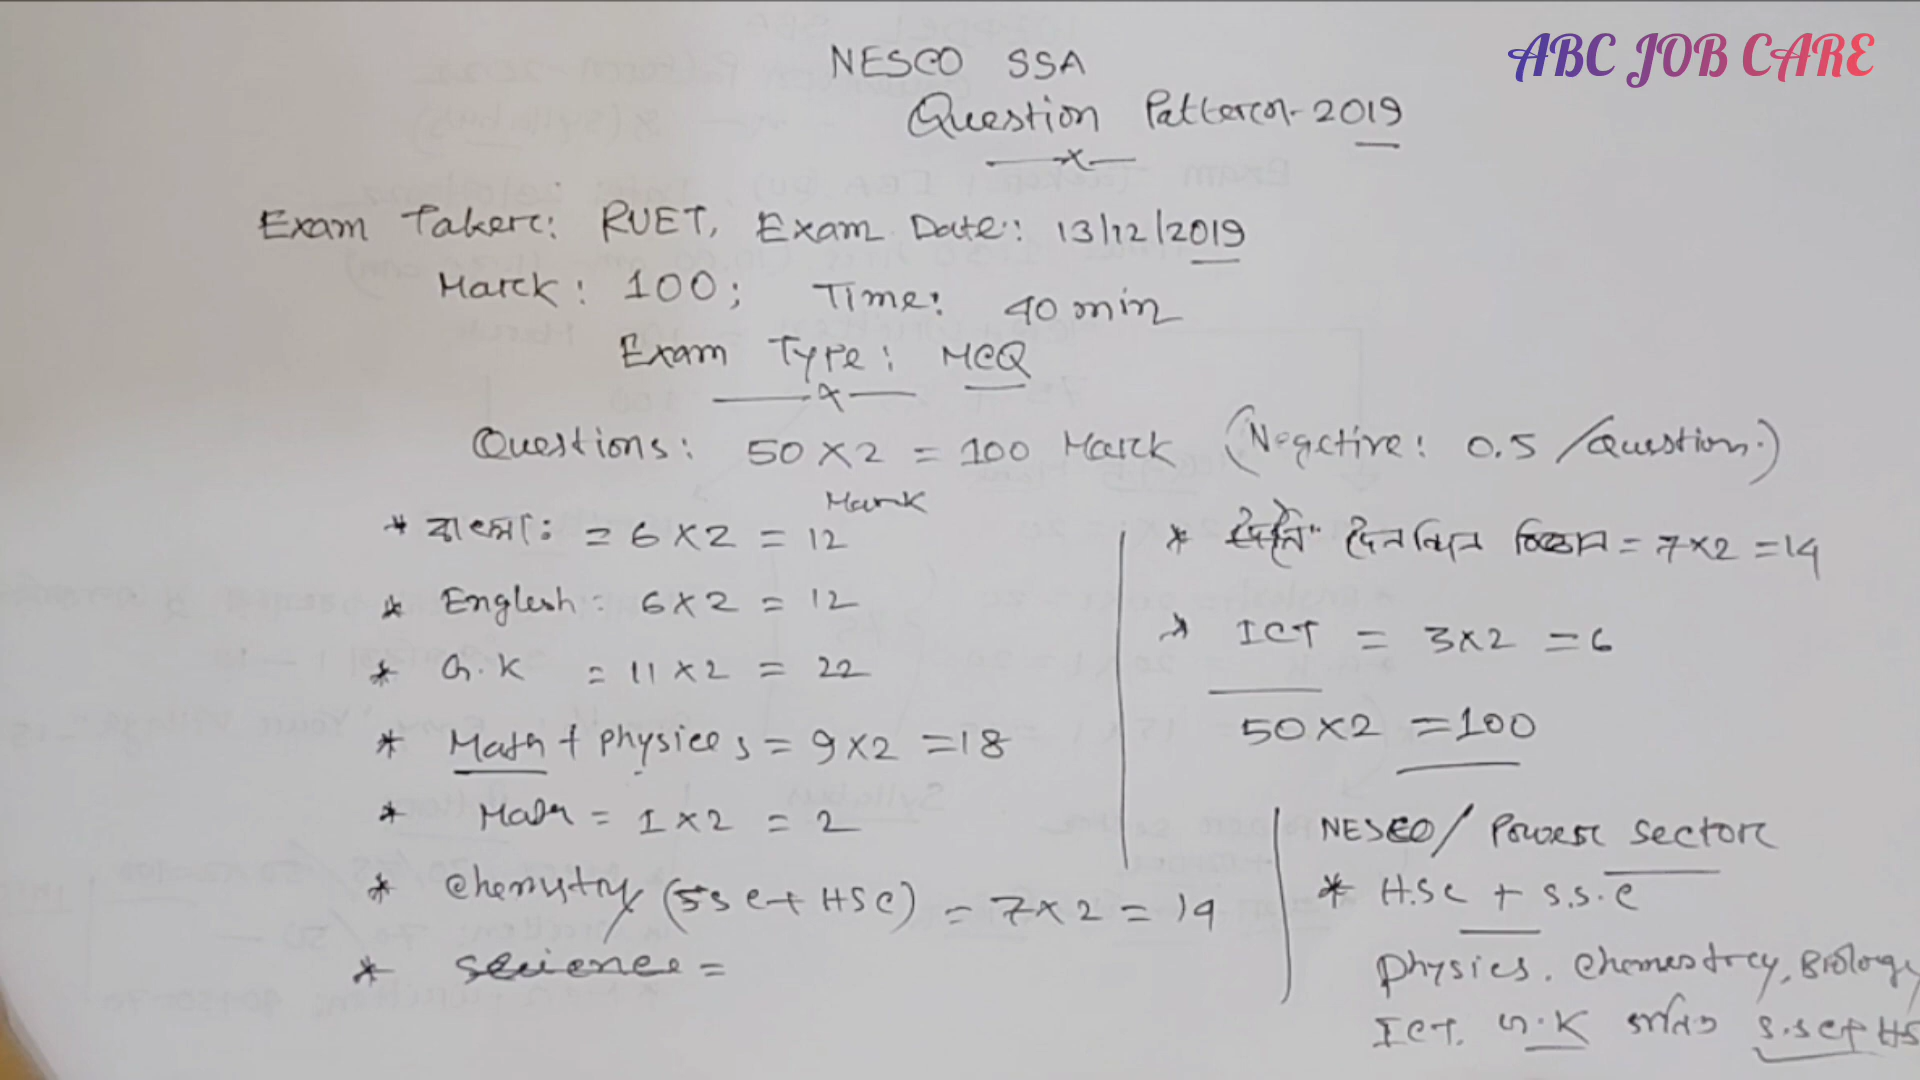 ABC JOB CARE
NESCO SSA
Question Pattern-2019
Exam Taker: RUET, Exam Date: 13/12/2019
Mark: 100; Time: 40 min
Exam Type: MCQ
Questions: 50 X 2 = 100 Mark (Negative: 0.5 /Question.)
Mark
* বাংলা: = 6 X 2 = 12
* English: 6 X 2 = 12
* G.K = 11 X 2 = 22
* Math + physics = 9 X 2 = 18
* Math = 1 X 2 = 2
* Chemistry (SSC + HSC) = 7 X 2 = 14
* Science =
* দৈনন্দিন বিজ্ঞান = 7 X 2 = 14
* ICT = 3 X 2 = 6
50 X 2 = 100
NESCO/ Power Sector
* H.S.C + S.S.C
Physics, Chemestry, Biology
ICT, G.K গণিত S.SC+ HS